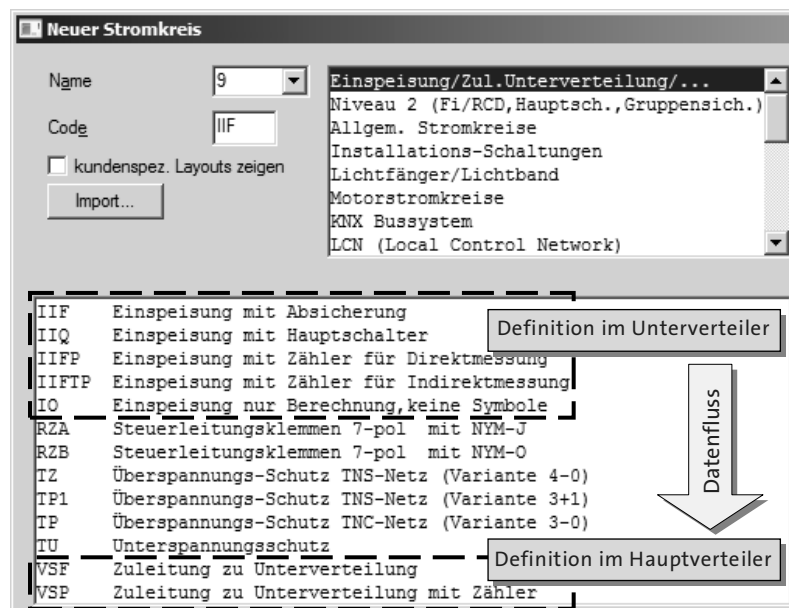 Neuer Stromkreis
Name
9
Code
IIF
kundenspez. Layouts zeigen
Import...
Einspeisung/Zul.Unterverteilung/...
Niveau 2 (Fi/RCD,Hauptsch.,Gruppensich.)
Allgem. Stromkreise
Installations-Schaltungen
Lichtfänger/Lichtband
Motorstromkreise
KNX Bussystem
LCN (Local Control Network)
IIF Einspeisung mit Absicherung
IIQ Einspeisung mit Hauptschalter
IIFP Einspeisung mit Zähler für Direktmessung
IIFTP Einspeisung mit Zähler für Indirektmessung
IO Einspeisung nur Berechnung,keine Symbole
RZA Steuerleitungsklemmen 7-pol mit NYM-J
RZB Steuerleitungsklemmen 7-pol mit NYM-O
TZ Überspannungs-Schutz TNS-Netz (Variante 4-0)
TP1 Überspannungs-Schutz TNS-Netz (Variante 3+1)
TP Überspannungs-Schutz TNC-Netz (Variante 3-0)
TU Unterspannungsschutz
VSF Zuleitung zu Unterverteilung
VSP Zuleitung zu Unterverteilung mit Zähler
Definition im Unterverteiler
Datenfluss
Definition im Hauptverteiler